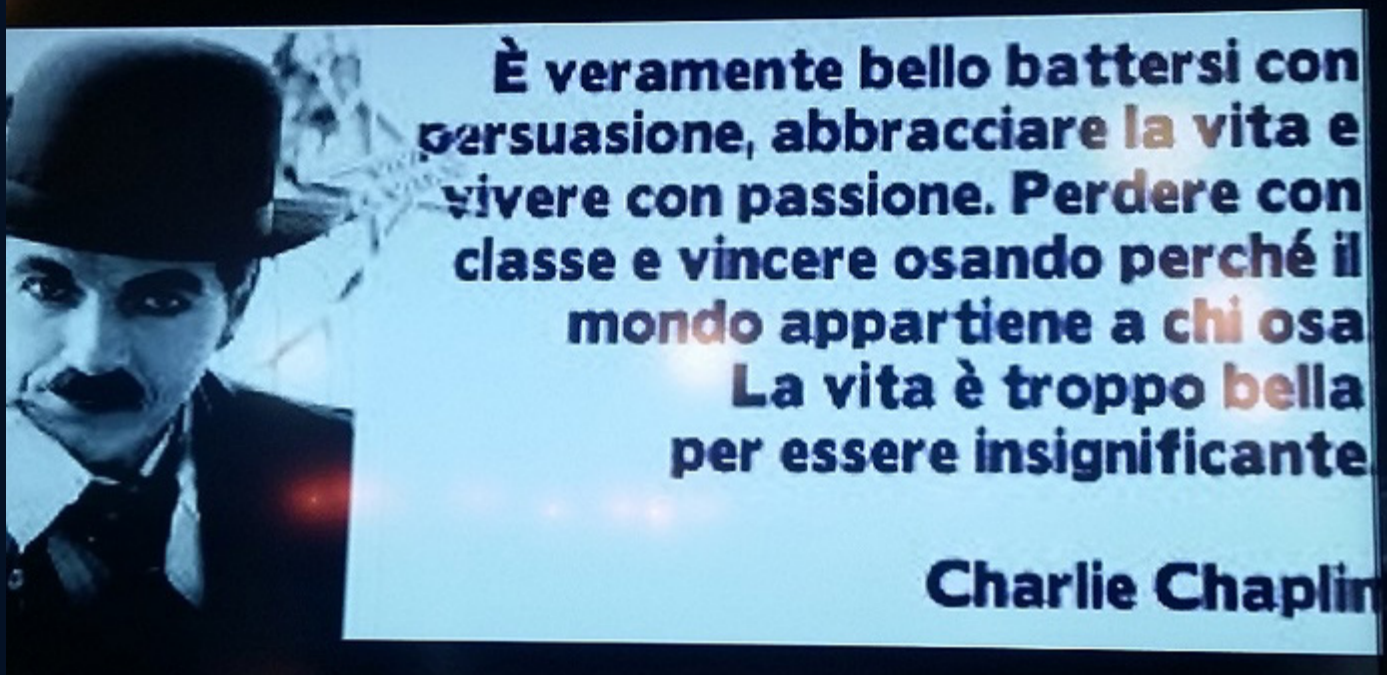 È veramente bello battersi con
persuasione, abbracciare la vita e
vivere con passione. Perdere con
classe e vincere osando perché il
mondo appartiene a chi osa
La vita è troppo bella
per essere insignificante.
Charlie Chaplin